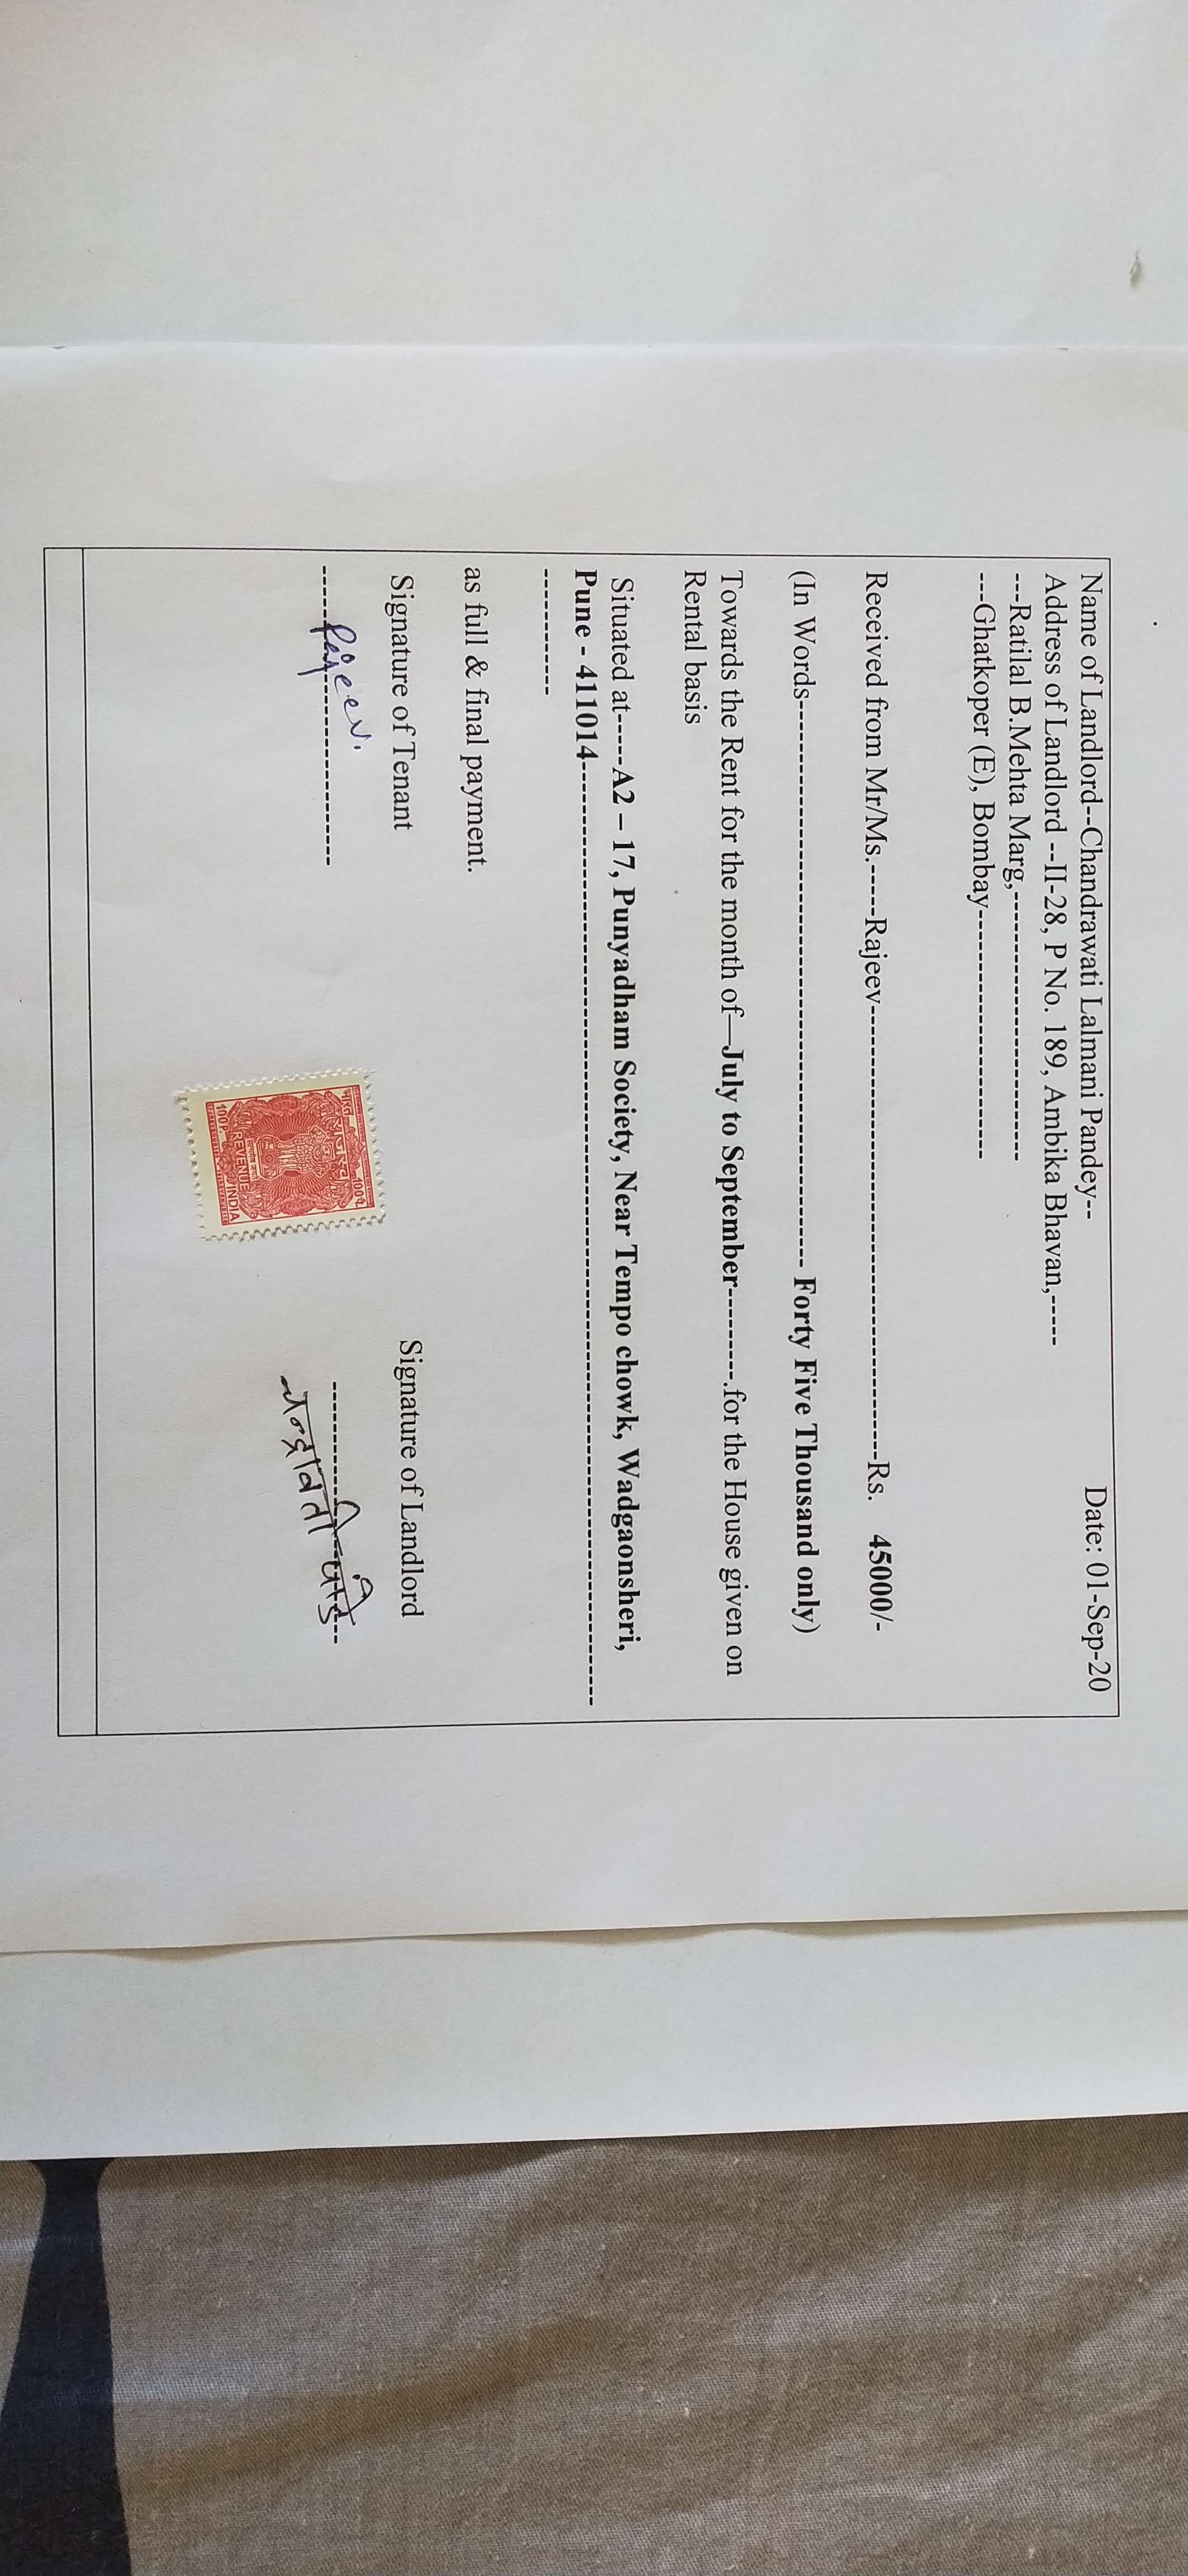 Name of Landlord--Chandrawati Lalmani Pandey-- Date: 01-Sep-20
Address of Landlord --II-28, P No. 189, Ambika Bhavan,-----
---Ratilal B.Mehta Marg,-----------------------------
---Ghatkoper (E), Bombay---------------------------
Received from Mr/Ms.------Rajeev--------------------------------------------------Rs. 45000/-
(In Words-------------------------------------------------------------- Forty Five Thousand only)
Towards the Rent for the month of—July to September----------.for the House given on
Rental basis
Situated at-----A2 – 17, Punyadham Society, Near Tempo chowk, Wadgaonsheri,
Pune - 411014-------------------------------------------------------------------------------------------------------
--------------
as full & final payment.
Signature of Tenant Signature of Landlord
Rajeev.
चन्द्रावती पांडे
भारत 100पै.
राजस्व
REVENUE
100P. INDIA